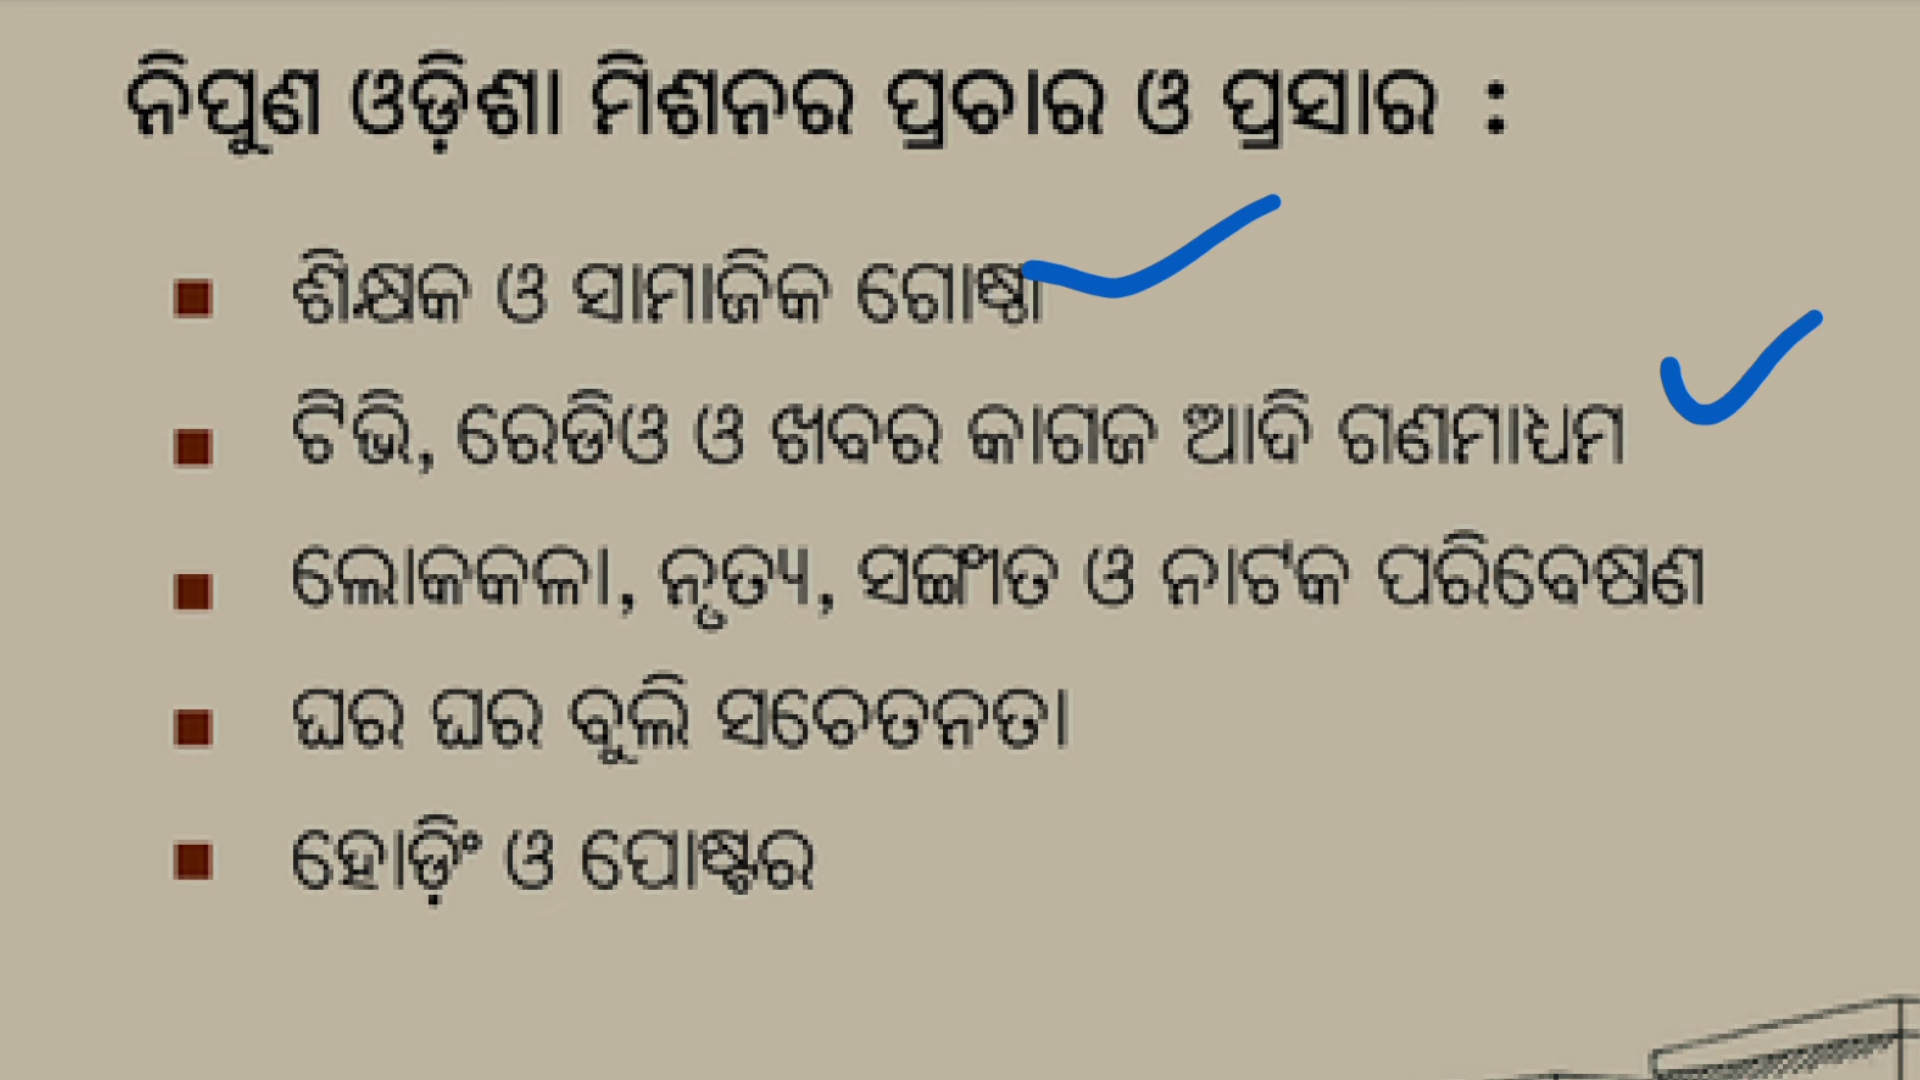 ନିପୁଣ ଓଡ଼ିଶା ମିଶନର ପ୍ରଚାର ଓ ପ୍ରସାର :
ଶିକ୍ଷକ ଓ ସାମାଜିକ ଗୋଷ୍ଠୀ
ଟିଭି, ରେଡିଓ ଓ ଖବର କାଗଜ ଆଦି ଗଣମାଧ୍ୟମ
ଲୋକକଳା, ନୃତ୍ୟ, ସଙ୍ଗୀତ ଓ ନାଟକ ପରିବେଷଣ
ଘର ଘର ବୁଲି ସଚେତନତା
ହୋଡ଼ିଂ ଓ ପୋଷ୍ଟର